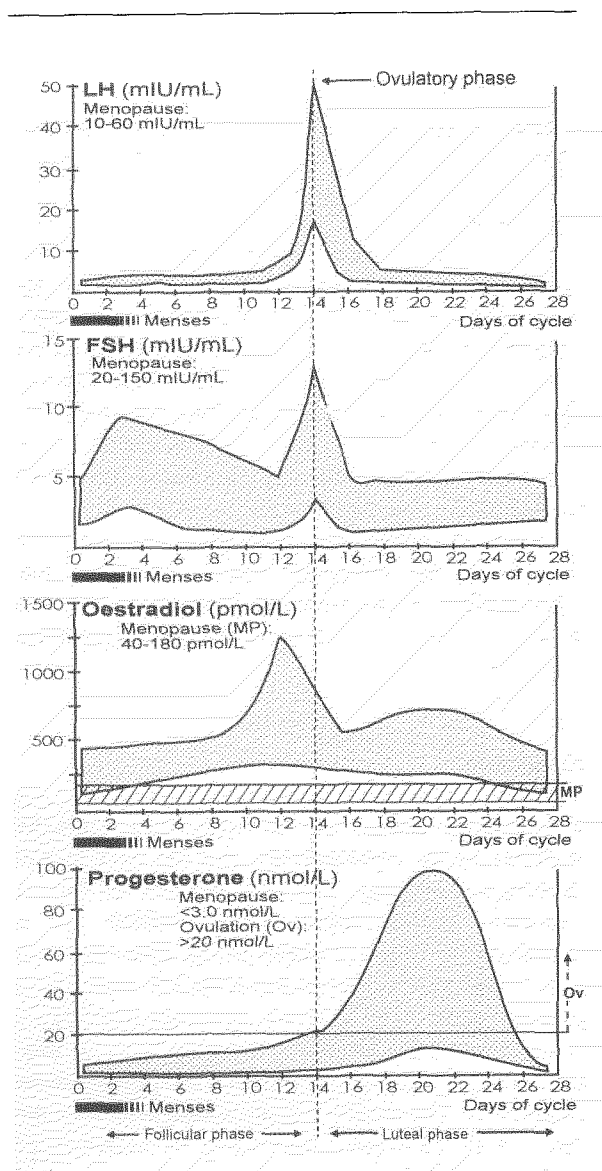 50 LH (mIU/mL) Ovulatory phase
Menopause:
10-60 mIU/mL
40
30
20
10
0 2 4 6 8 10 12 14 16 18 20 22 24 26 28
Menses Days of cycle
15 FSH (mIU/mL)
Menopause:
20-150 mIU/mL
10
5
0 2 4 6 8 10 12 14 16 18 20 22 24 26 28
Menses Days of cycle
1500 Oestradiol (pmol/L)
Menopause (MP):
40-180 pmol/L
1000
500
MP
0 2 4 6 8 10 12 14 16 18 20 22 24 26 28
Menses Days of cycle
100 Progesterone (nmol/L)
Menopause:
<3.0 nmol/L
Ovulation (Ov):
>20 nmol/L
80
60
40
Ov
20
0 2 4 6 8 10 12 14 16 18 20 22 24 26 28
Menses Days of cycle
Follicular phase Luteal phase